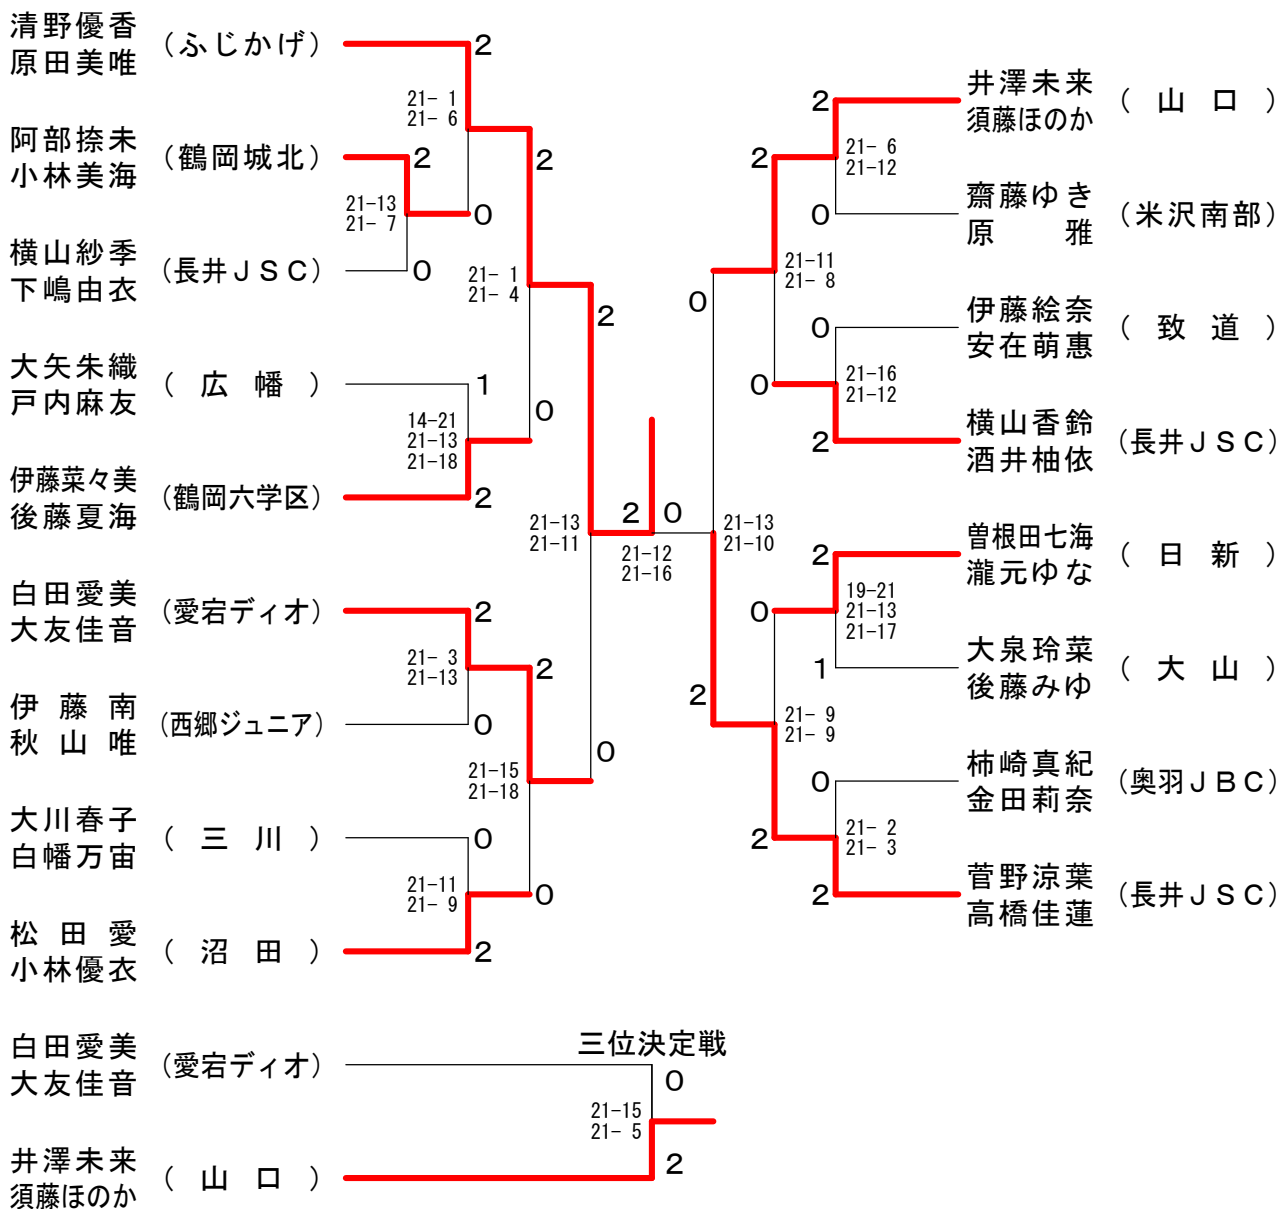 清野優香
原田美唯
(ふじかげ)
2
21- 1
21- 6
2
阿部捺未
小林美海
(鶴岡城北)
2
21-13
21- 7
0
横山紗季
下嶋由衣
(長井ＪＳＣ)
0
21- 1
21- 4
2
大矢朱織
戸内麻友
(広幡)
1
14-21
21-13
21-18
0
伊藤菜々美
後藤夏海
(鶴岡六学区)
2
21-13
21-11
白田愛美
大友佳音
(愛宕ディオ)
2
21- 3
21-13
2
伊藤南
秋山唯
(西郷ジュニア)
0
21-15
21-18
0
大川春子
白幡万宙
(三川)
0
21-11
21- 9
0
松田愛
小林優衣
(沼田)
2
2 0
21-12
21-16
井澤未来
須藤ほのか
(山口)
2
21- 6
21-12
2
齋藤ゆき
原雅
(米沢南部)
0
21-11
21- 8
0
伊藤絵奈
安在萌恵
(致道)
0
21-16
21-12
0
横山香鈴
酒井柚依
(長井ＪＳＣ)
2
21-13
21-10
曽根田七海
瀧元ゆな
(日新)
2
19-21
21-13
21-17
0
大泉玲菜
後藤みゆ
(大山)
1
2
21- 9
21- 9
柿崎真紀
金田莉奈
(奥羽ＪＢＣ)
0
21- 2
21- 3
2
菅野涼葉
高橋佳蓮
(長井ＪＳＣ)
2
三位決定戦
白田愛美
大友佳音
(愛宕ディオ)
0
21-15
21- 5
井澤未来
須藤ほのか
(山口)
2